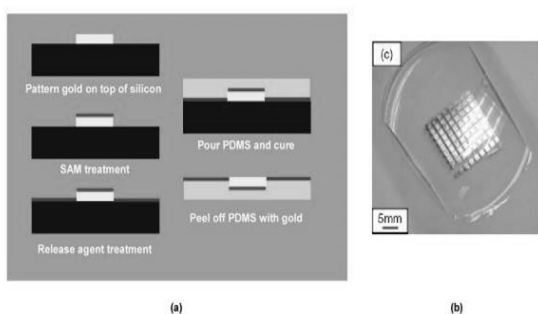 Pattern gold on top of silicon
SAM treatment
Release agent treatment
Pour PDMS and cure
Peel off PDMS with gold
(a)
(c)
5mm
(b)